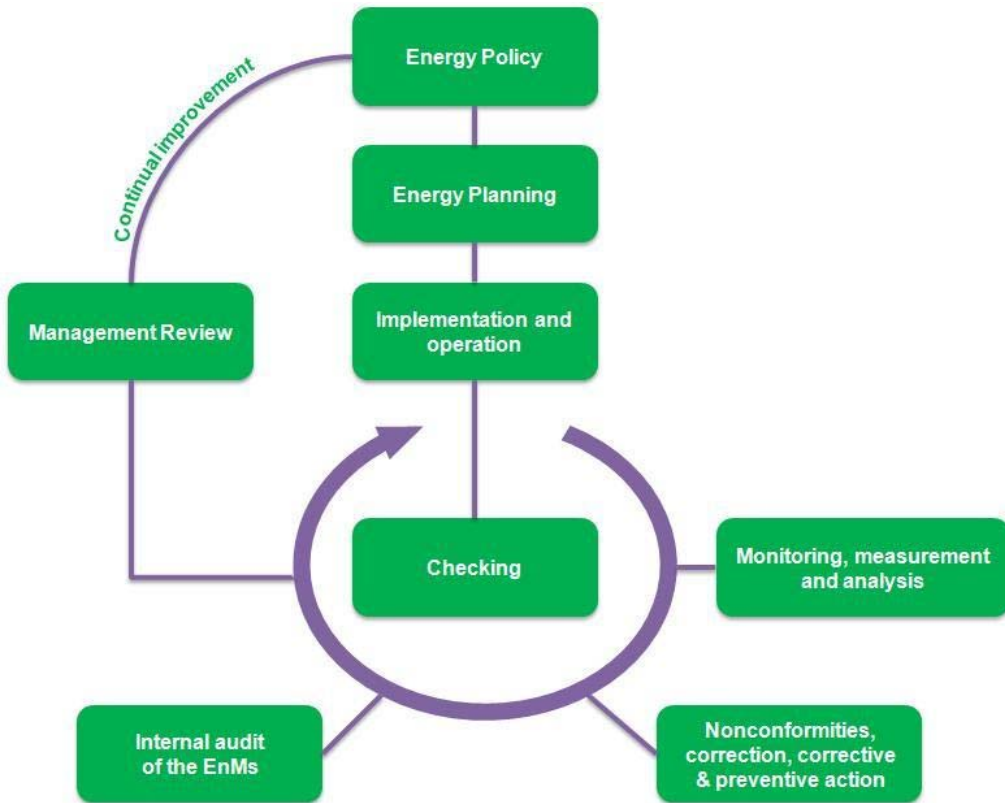 Energy Policy
Continual improvement
Energy Planning
Management Review
Implementation and
operation
Checking
Monitoring, measurement
and analysis
Internal audit
of the EnMs
Nonconformities,
correction, corrective
& preventive action